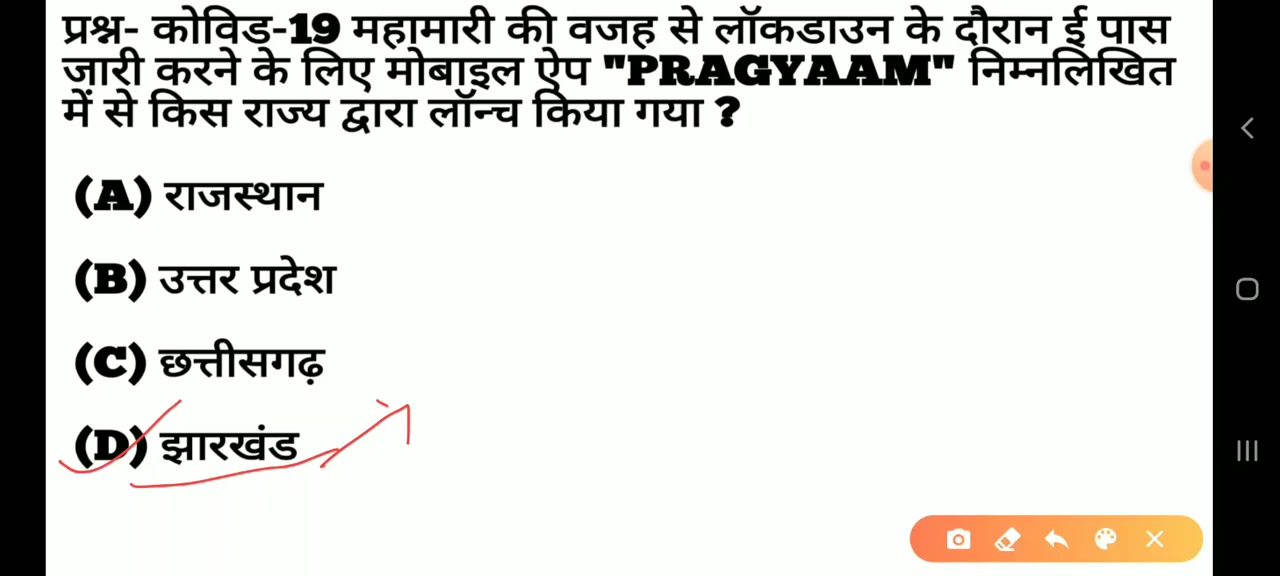 प्रश्न- कोविड-19 महामारी की वजह से लॉकडाउन के दौरान ई पास
जारी करने के लिए मोबाइल ऐप "PRAGYAAM" निम्नलिखित
में से किस राज्य द्वारा लॉन्च किया गया ?
(A) राजस्थान
(B) उत्तर प्रदेश
(C) छत्तीसगढ़
(D) झारखंड